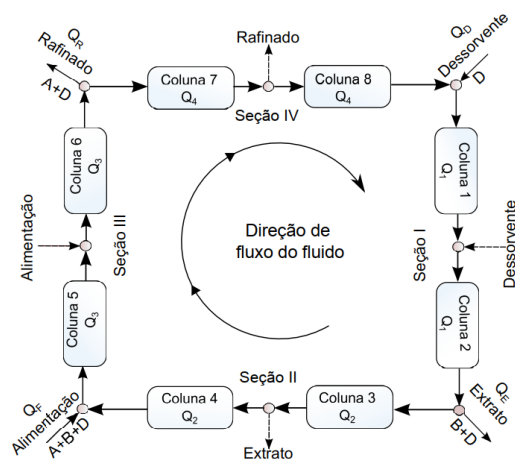 Q_R
Rafinado
A+D
Coluna 7
Q_4
Rafinado
Seção IV
Coluna 8
Q_4
Q_D
Dessorvente
D
Coluna 6
Q_3
Coluna 1
Q_1
Alimentação
Seção III
Direção de
fluxo do fluido
Seção I
Dessorvente
Coluna 5
Q_3
Coluna 2
Q_1
Q_F
Alimentação
A+B+D
Coluna 4
Q_2
Seção II
Extrato
Coluna 3
Q_2
Q_E
Extrato
B+D